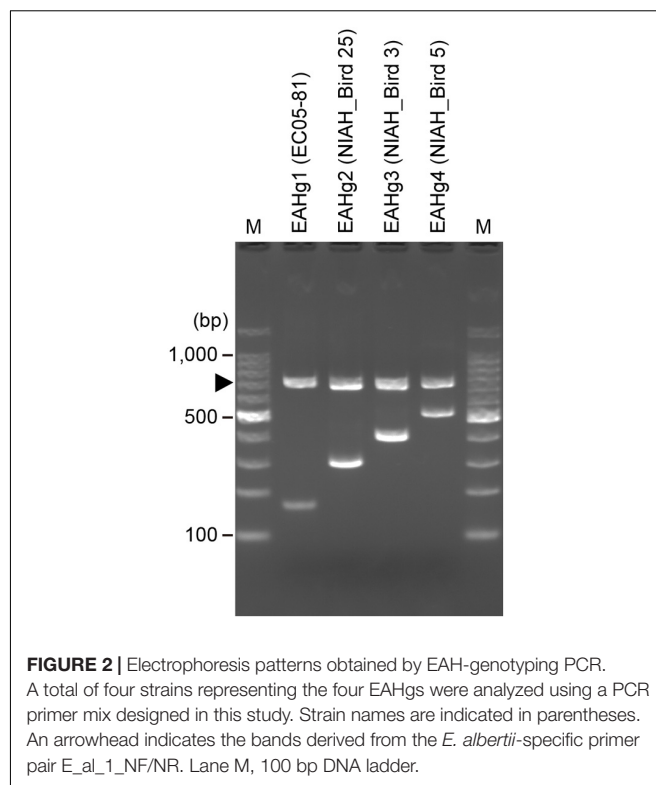 M
EAHg1 (EC05-81)
EAHg2 (NIAH_Bird 25)
EAHg3 (NIAH_Bird 3)
EAHg4 (NIAH_Bird 5)
M
(bp)
1,000
500
100
FIGURE 2 | Electrophoresis patterns obtained by EAH-genotyping PCR.
A total of four strains representing the four EAHgs were analyzed using a PCR
primer mix designed in this study. Strain names are indicated in parentheses.
An arrowhead indicates the bands derived from the E. albertii-specific primer
pair E_al_1_NF/NR. Lane M, 100 bp DNA ladder.